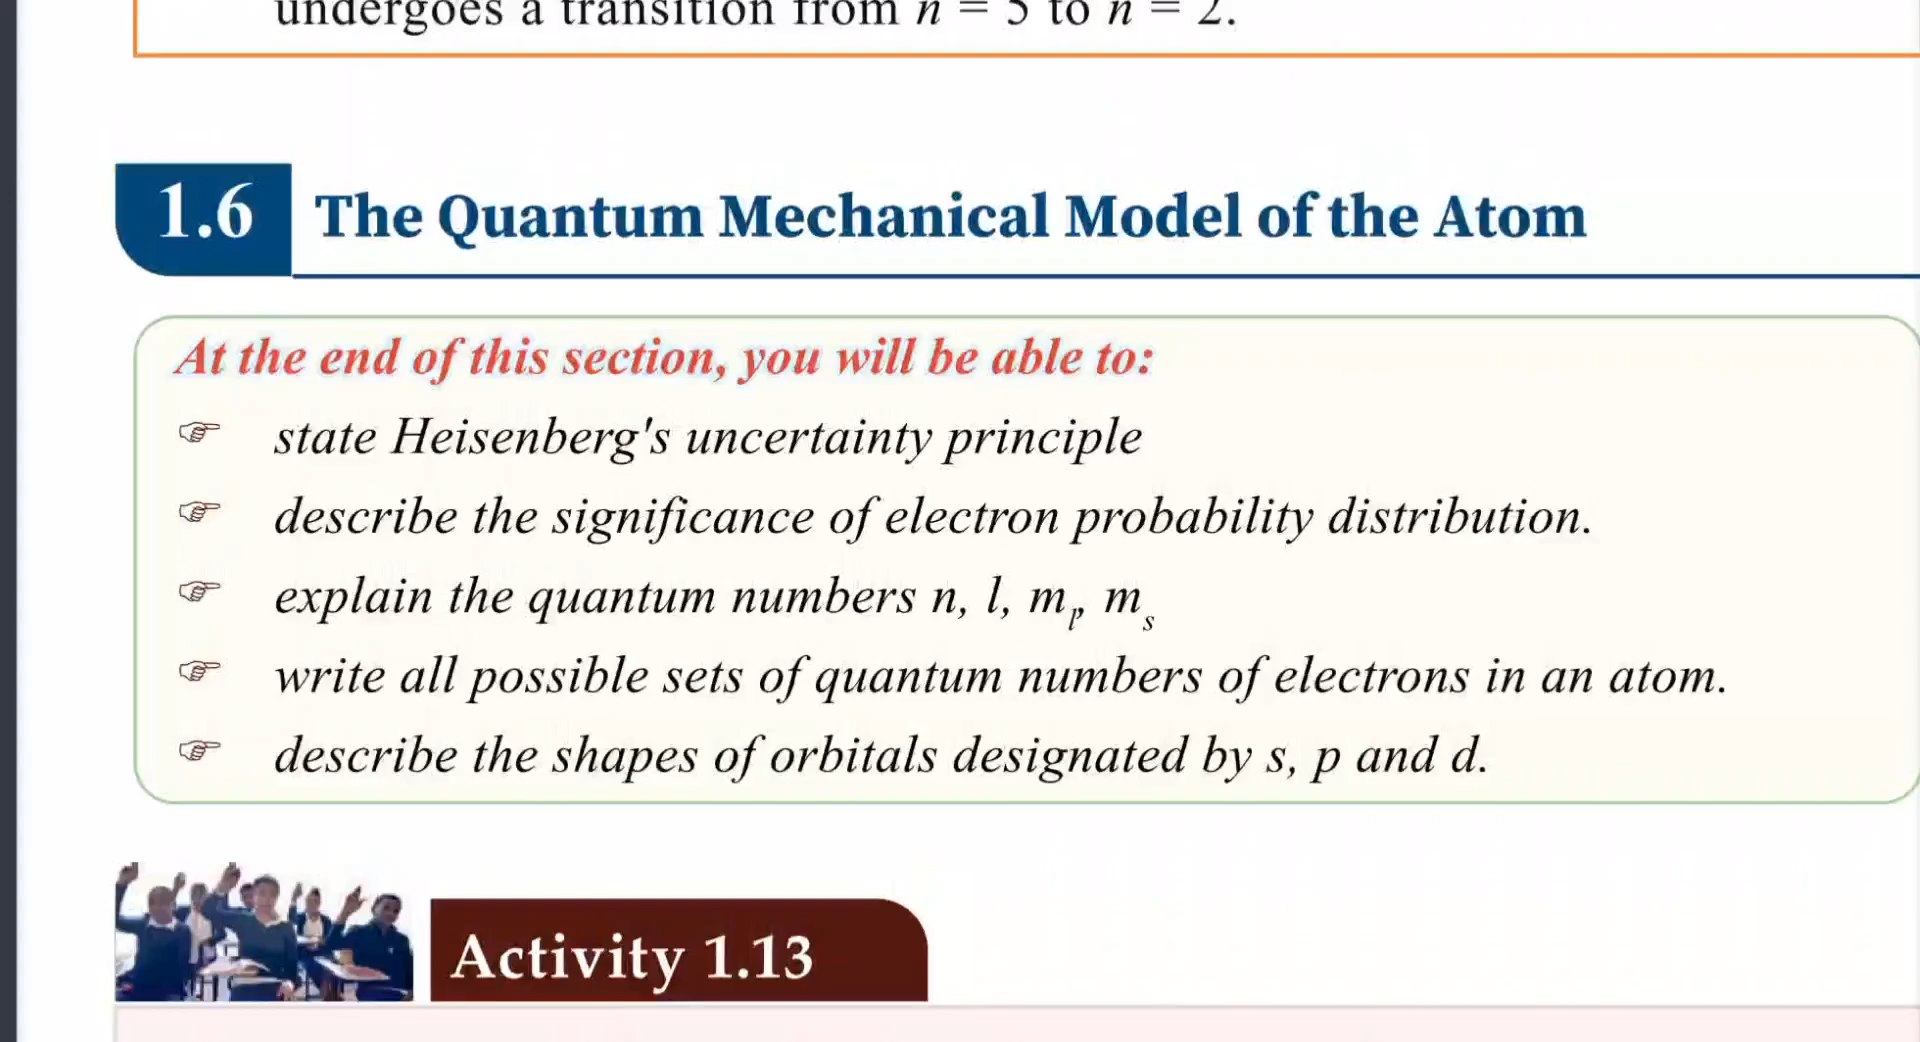 undergoes a transition from n = 5 to n = 2.
1.6 The Quantum Mechanical Model of the Atom
At the end of this section, you will be able to:
☞ state Heisenberg's uncertainty principle
☞ describe the significance of electron probability distribution.
☞ explain the quantum numbers n, l, mₗ, mₛ
☞ write all possible sets of quantum numbers of electrons in an atom.
☞ describe the shapes of orbitals designated by s, p and d.
Activity 1.13